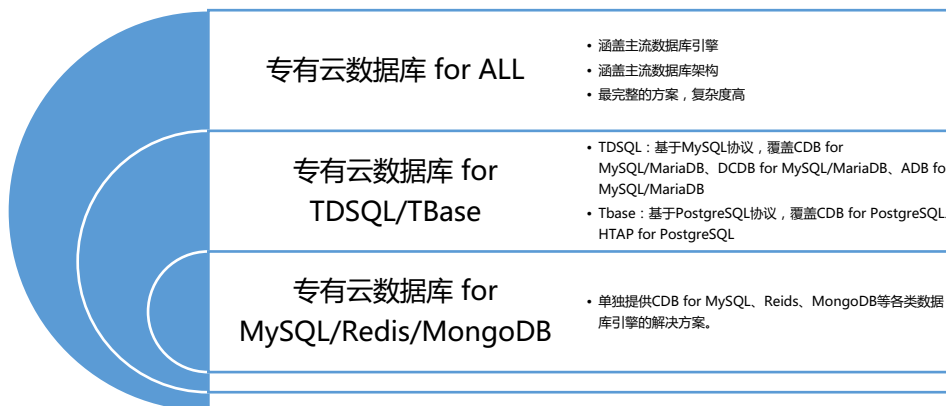 专有云数据库 for ALL
• 涵盖主流数据库引擎
• 涵盖主流数据库架构
• 最完整的方案，复杂度高
专有云数据库 for
TDSQL/TBase
• TDSQL：基于MySQL协议，覆盖CDB for
MySQL/MariaDB、DCDB for MySQL/MariaDB、ADB fo
MySQL/MariaDB
• Tbase：基于PostgreSQL协议，覆盖CDB for PostgreSQL
HTAP for PostgreSQL
专有云数据库 for
MySQL/Redis/MongoDB
• 单独提供CDB for MySQL、Reids、MongoDB等各类数据
库引擎的解决方案。